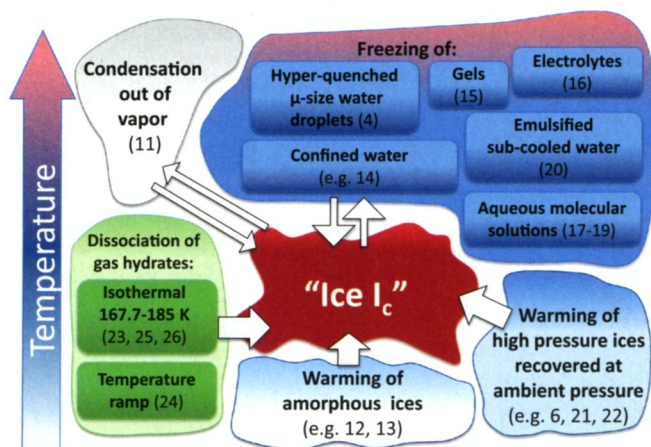 Temperature
Condensation
out of
vapor
(11)
Freezing of:
Hyper-quenched
μ-size water
droplets (4)
Gels
(15)
Electrolytes
(16)
Confined water
(e.g. 14)
Emulsified
sub-cooled water
(20)
Aqueous molecular
solutions (17-19)
Dissociation of
gas hydrates:
Isothermal
167.7-185 K
(23, 25, 26)
Temperature
ramp (24)
"Ice Ic"
Warming of
amorphous ices
(e.g. 12, 13)
Warming of
high pressure ices
recovered at
ambient pressure
(e.g. 6, 21, 22)